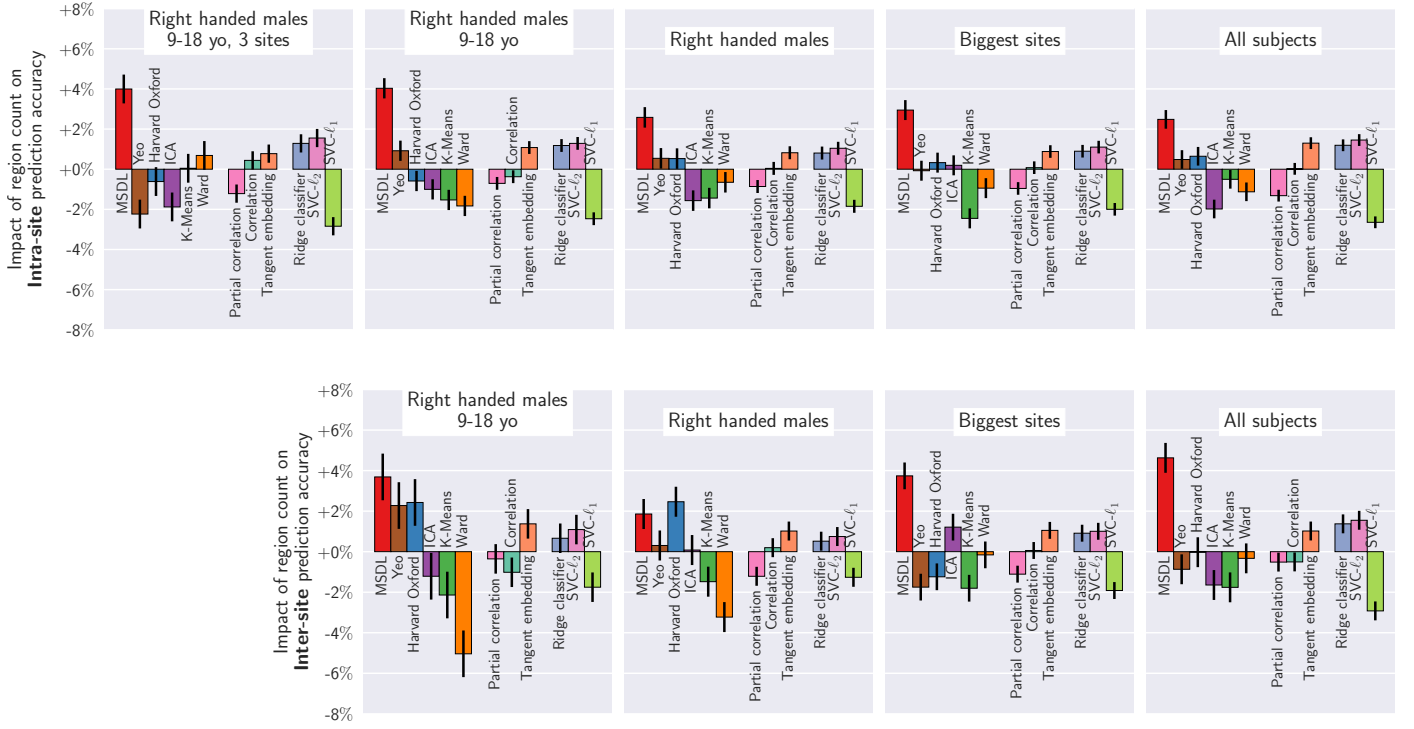 Impact of region count on
Intra-site prediction accuracy
+8%
+6%
+4%
+2%
+0%
-2%
-4%
-6%
-8%
Right handed males
9-18 yo, 3 sites
MSDL
Yeo
Harvard Oxford
ICA
K-Means
Ward
Partial correlation
Correlation
Tangent embedding
Ridge classifier
SVC-ℓ2
SVC-ℓ1
Right handed males
9-18 yo
MSDL
Yeo
Harvard Oxford
ICA
K-Means
Ward
Partial correlation
Correlation
Tangent embedding
Ridge classifier
SVC-ℓ2
SVC-ℓ1
Right handed males
MSDL
Yeo
Harvard Oxford
ICA
K-Means
Ward
Partial correlation
Correlation
Tangent embedding
Ridge classifier
SVC-ℓ2
SVC-ℓ1
Biggest sites
MSDL
Yeo
Harvard Oxford
ICA
K-Means
Ward
Partial correlation
Correlation
Tangent embedding
Ridge classifier
SVC-ℓ2
SVC-ℓ1
All subjects
MSDL
Yeo
Harvard Oxford
ICA
K-Means
Ward
Partial correlation
Correlation
Tangent embedding
Ridge classifier
SVC-ℓ2
SVC-ℓ1
Impact of region count on
Inter-site prediction accuracy
+8%
+6%
+4%
+2%
+0%
-2%
-4%
-6%
-8%
Right handed males
9-18 yo
MSDL
Yeo
Harvard Oxford
ICA
K-Means
Ward
Partial correlation
Correlation
Tangent embedding
Ridge classifier
SVC-ℓ2
SVC-ℓ1
Right handed males
MSDL
Yeo
Harvard Oxford
ICA
K-Means
Ward
Partial correlation
Correlation
Tangent embedding
Ridge classifier
SVC-ℓ2
SVC-ℓ1
Biggest sites
MSDL
Yeo
Harvard Oxford
ICA
K-Means
Ward
Partial correlation
Correlation
Tangent embedding
Ridge classifier
SVC-ℓ2
SVC-ℓ1
All subjects
MSDL
Yeo
Harvard Oxford
ICA
K-Means
Ward
Partial correlation
Correlation
Tangent embedding
Ridge classifier
SVC-ℓ2
SVC-ℓ1